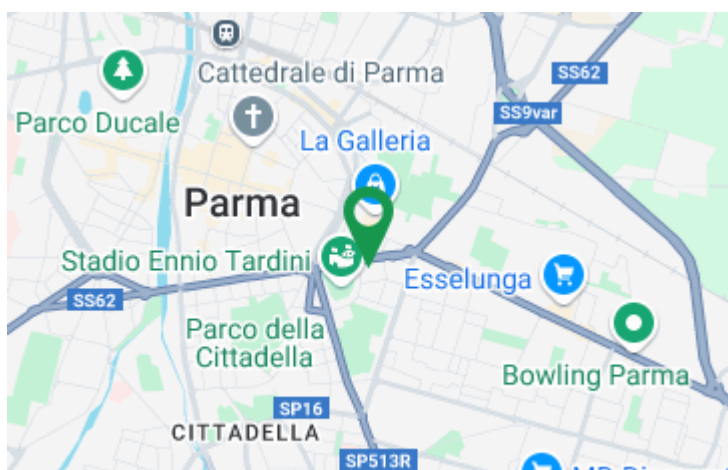 SS62
Cattedrale di Parma
SS9var
Parco Ducale
La Galleria
Parma
Stadio Ennio Tardini
Esselunga
SS62
Parco della
Cittadella
Bowling Parma
SP16
CITTADELLA
SP513R